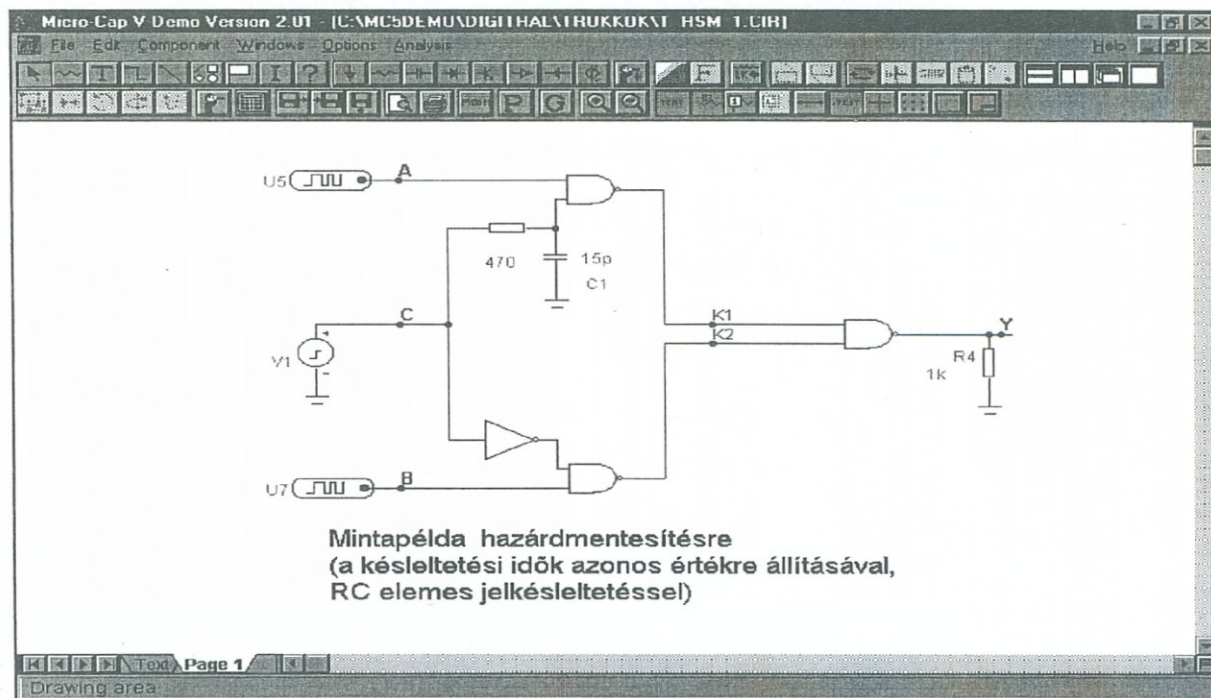 Micro-Cap V Demo Version 2.01 - [C:\MC5DEMO\DIGITHAL\TRUKKOK\T_HSM_1.CIR]
File Edit Component Windows Options Analysis Help
U5
A
470
15p
C1
C
V1
K1
K2
Y
R4
1k
U7
B
Mintapélda hazárdmentesítésre
(a késleltetési idők azonos értékre állításával,
RC elemes jelkésleltetéssel)
Text Page 1
Drawing area